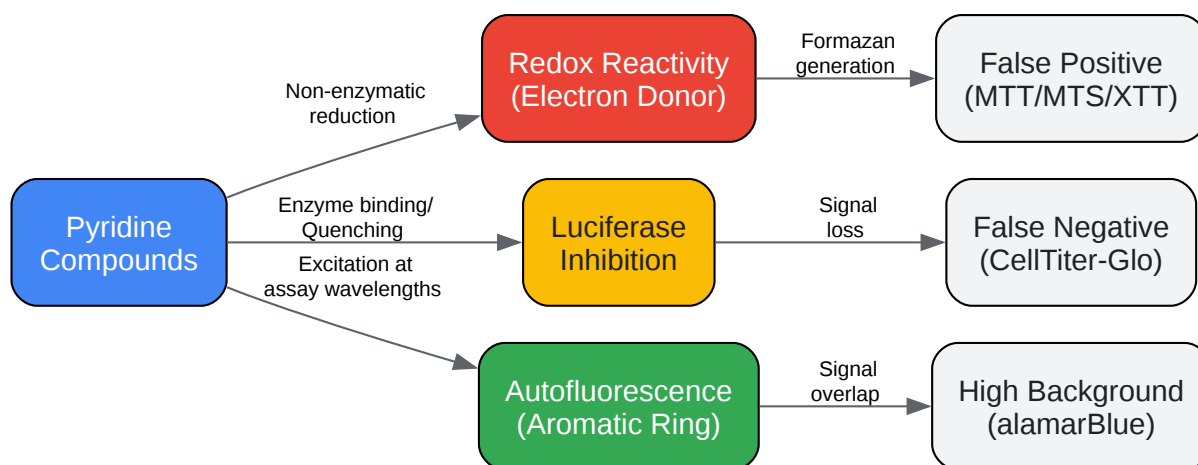 Pyridine
Compounds
Non-enzymatic
reduction
Redox Reactivity
(Electron Donor)
Formazan
generation
False Positive
(MTT/MTS/XTT)
Enzyme binding/
Quenching
Luciferase
Inhibition
Signal
loss
False Negative
(CellTiter-Glo)
Excitation at
assay wavelengths
Autofluorescence
(Aromatic Ring)
Signal
overlap
High Background
(alamarBlue)